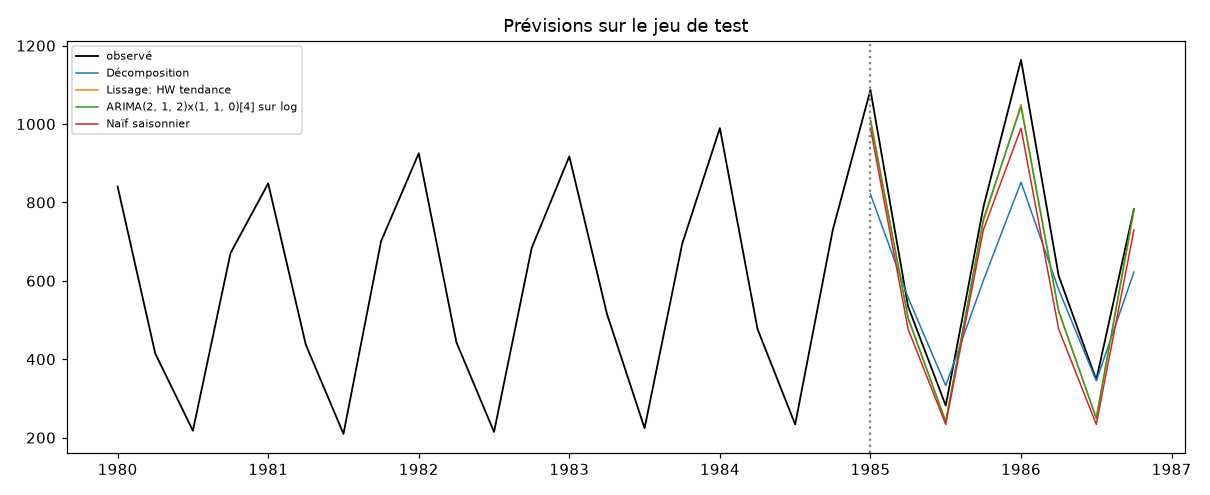 Prévisions sur le jeu de test
1200
1000
800
600
400
200
observé
Décomposition
Lissage: HW tendance
ARIMA(2, 1, 2)x(1, 1, 0)[4] sur log
Naïf saisonnier
1980 1981 1982 1983 1984 1985 1986 1987